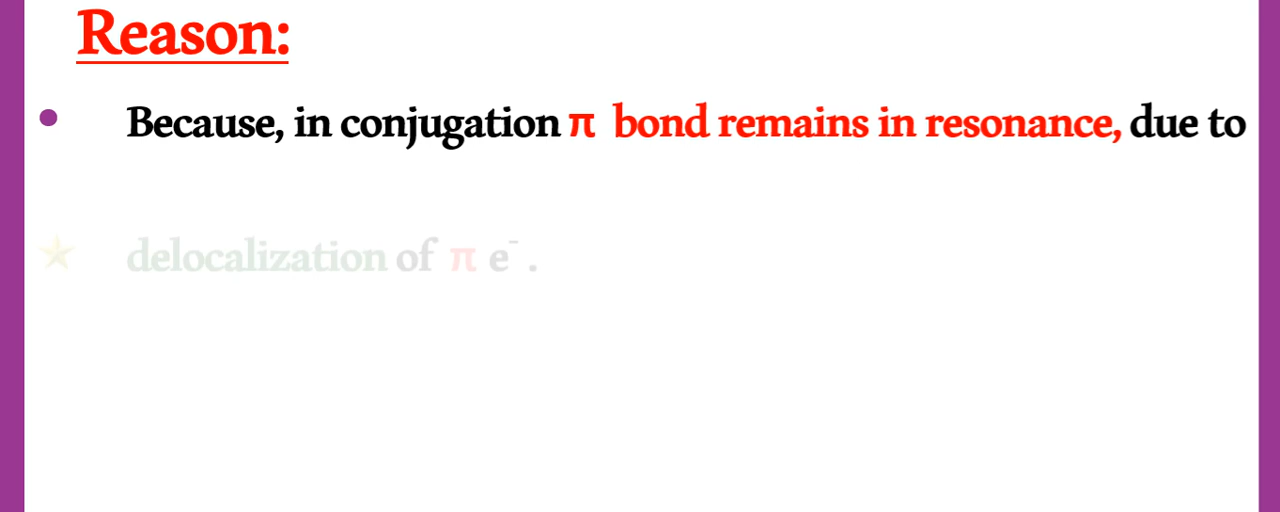 Reason:
Because, in conjugation π bond remains in resonance, due to
delocalization of π e⁻ .